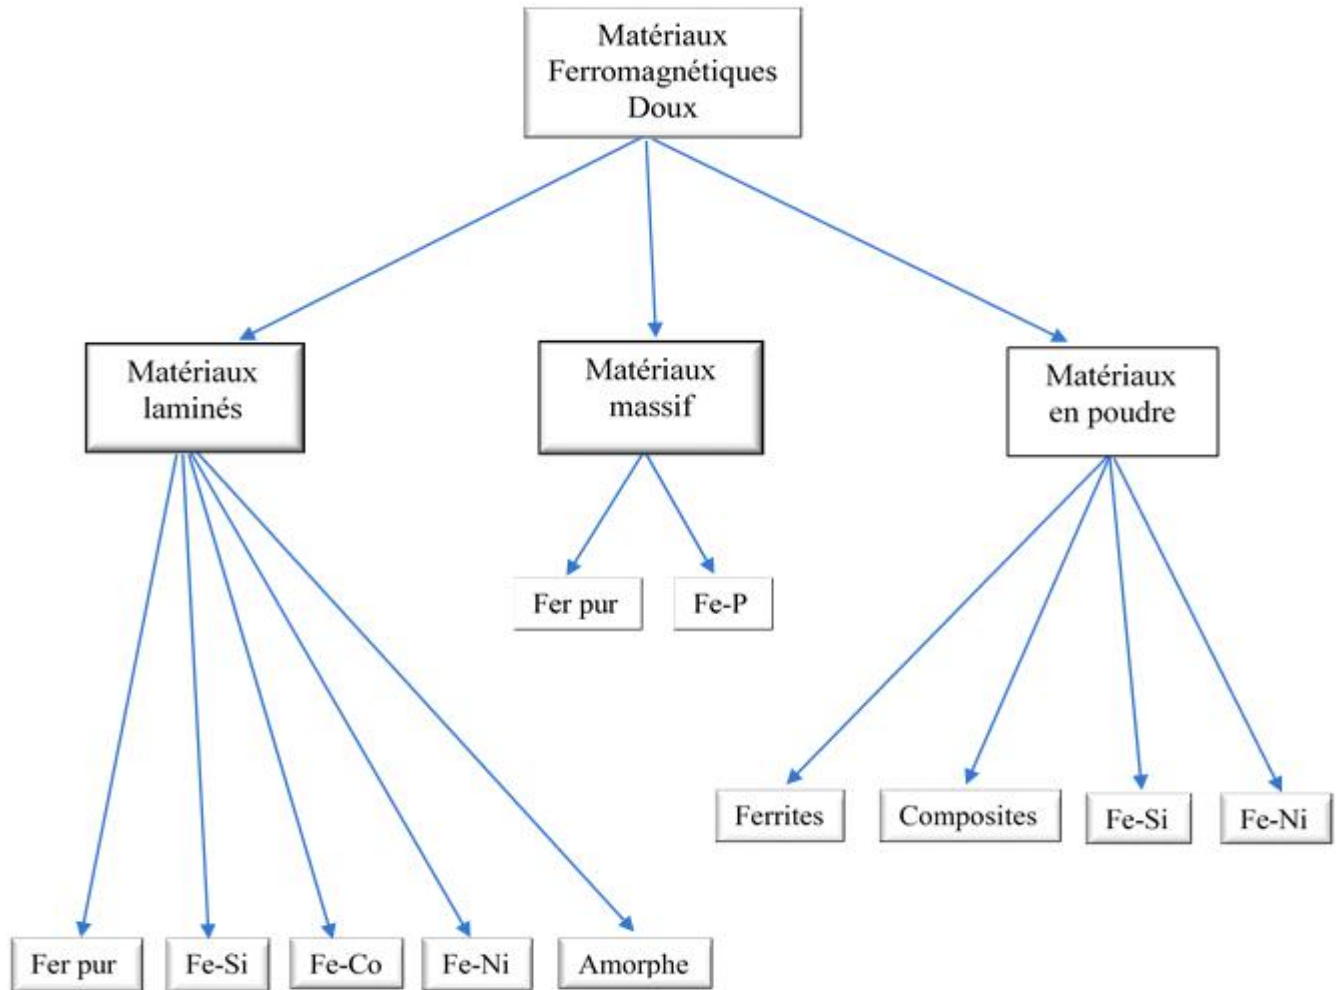 Matériaux
Ferromagnétiques
Doux
Matériaux
laminés
Matériaux
massif
Matériaux
en poudre
Fer pur
Fe-P
Ferrites
Composites
Fe-Si
Fe-Ni
Fer pur
Fe-Si
Fe-Co
Fe-Ni
Amorphe